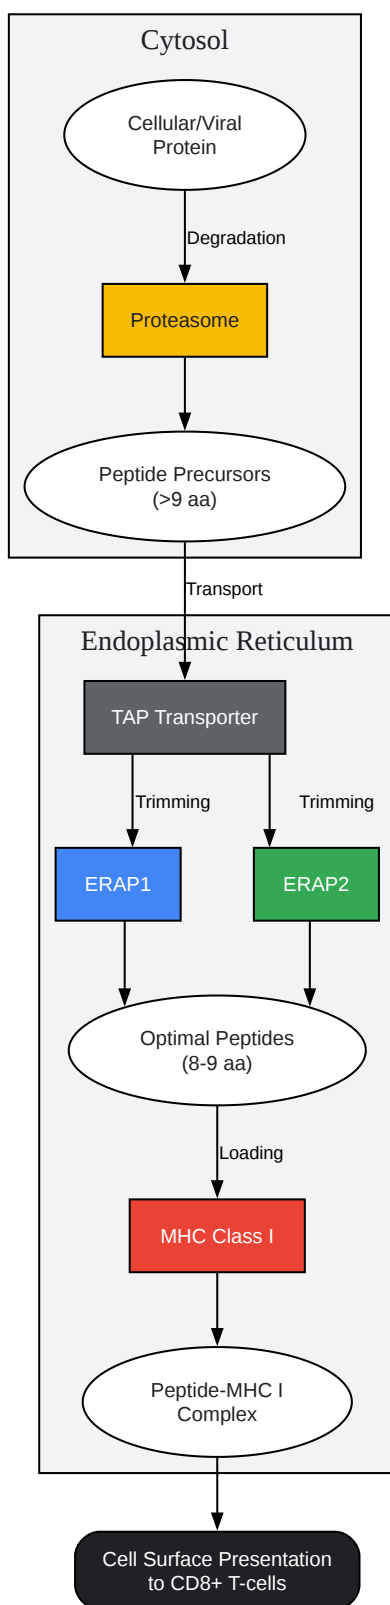 Cytosol
Cellular/Viral
Protein
Degradation
Proteasome
Peptide Precursors
(>9 aa)
Transport
Endoplasmic Reticulum
TAP Transporter
Trimming
Trimming
ERAP1
ERAP2
Optimal Peptides
(8-9 aa)
Loading
MHC Class I
Peptide-MHC I
Complex
Cell Surface Presentation
to CD8+ T-cells